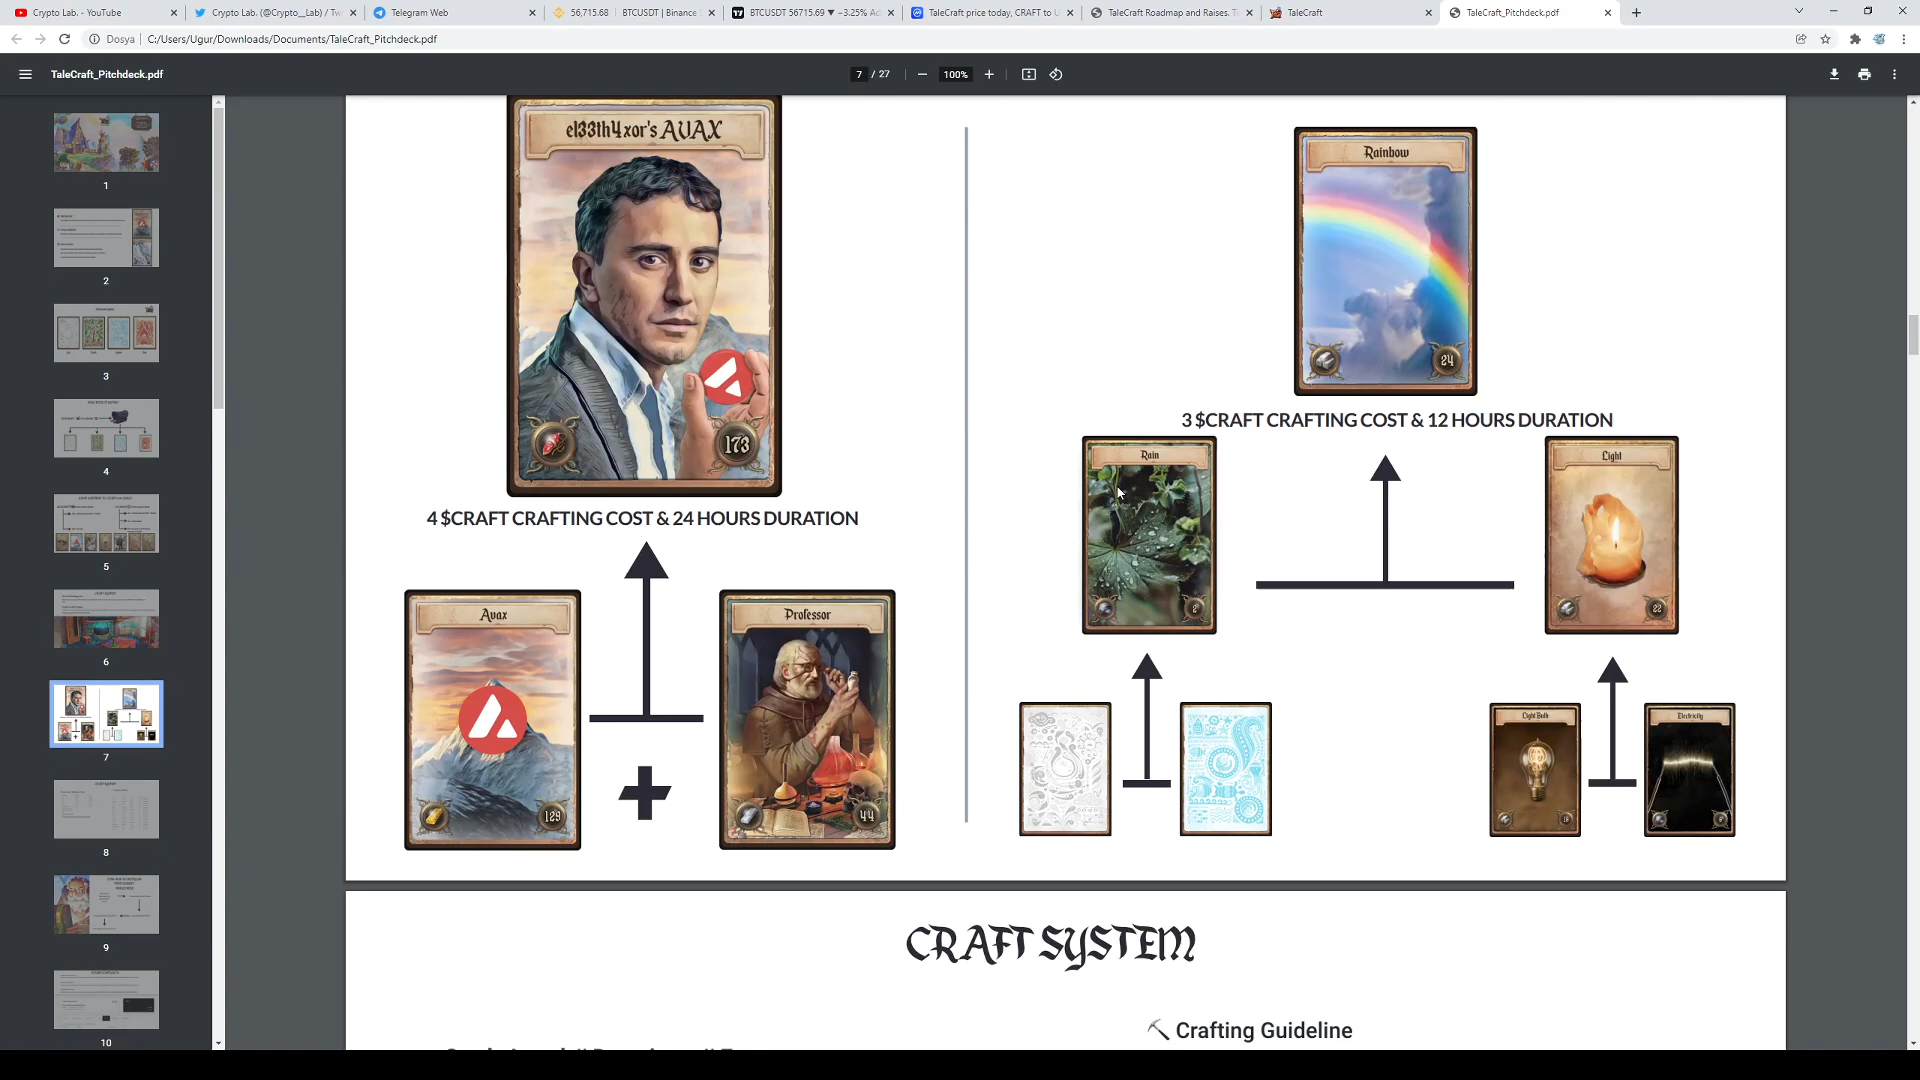 Crypto Lab. - YouTube
Crypto Lab. (@Crypto__Lab) / Tw
Telegram Web
56,715.68 | BTCUSDT | Binance
BTCUSDT 56715.69 ▼ −3.25% A
TaleCraft price today, CRAFT to U
TaleCraft Roadmap and Raises. T
TaleCraft
TaleCraft_Pitchdeck.pdf
Dosya | C:/Users/Ugur/Downloads/Documents/TaleCraft_Pitchdeck.pdf
TaleCraft_Pitchdeck.pdf
7 / 27
100%
1
2
3
4
5
6
7
8
9
10
el33th4xor's AVAX
173
4 $CRAFT CRAFTING COST & 24 HOURS DURATION
Avax
129
Professor
44
Rainbow
24
3 $CRAFT CRAFTING COST & 12 HOURS DURATION
Rain
2
Light
22
Light Bulb
Electricity
CRAFT SYSTEM
Crafting Guideline